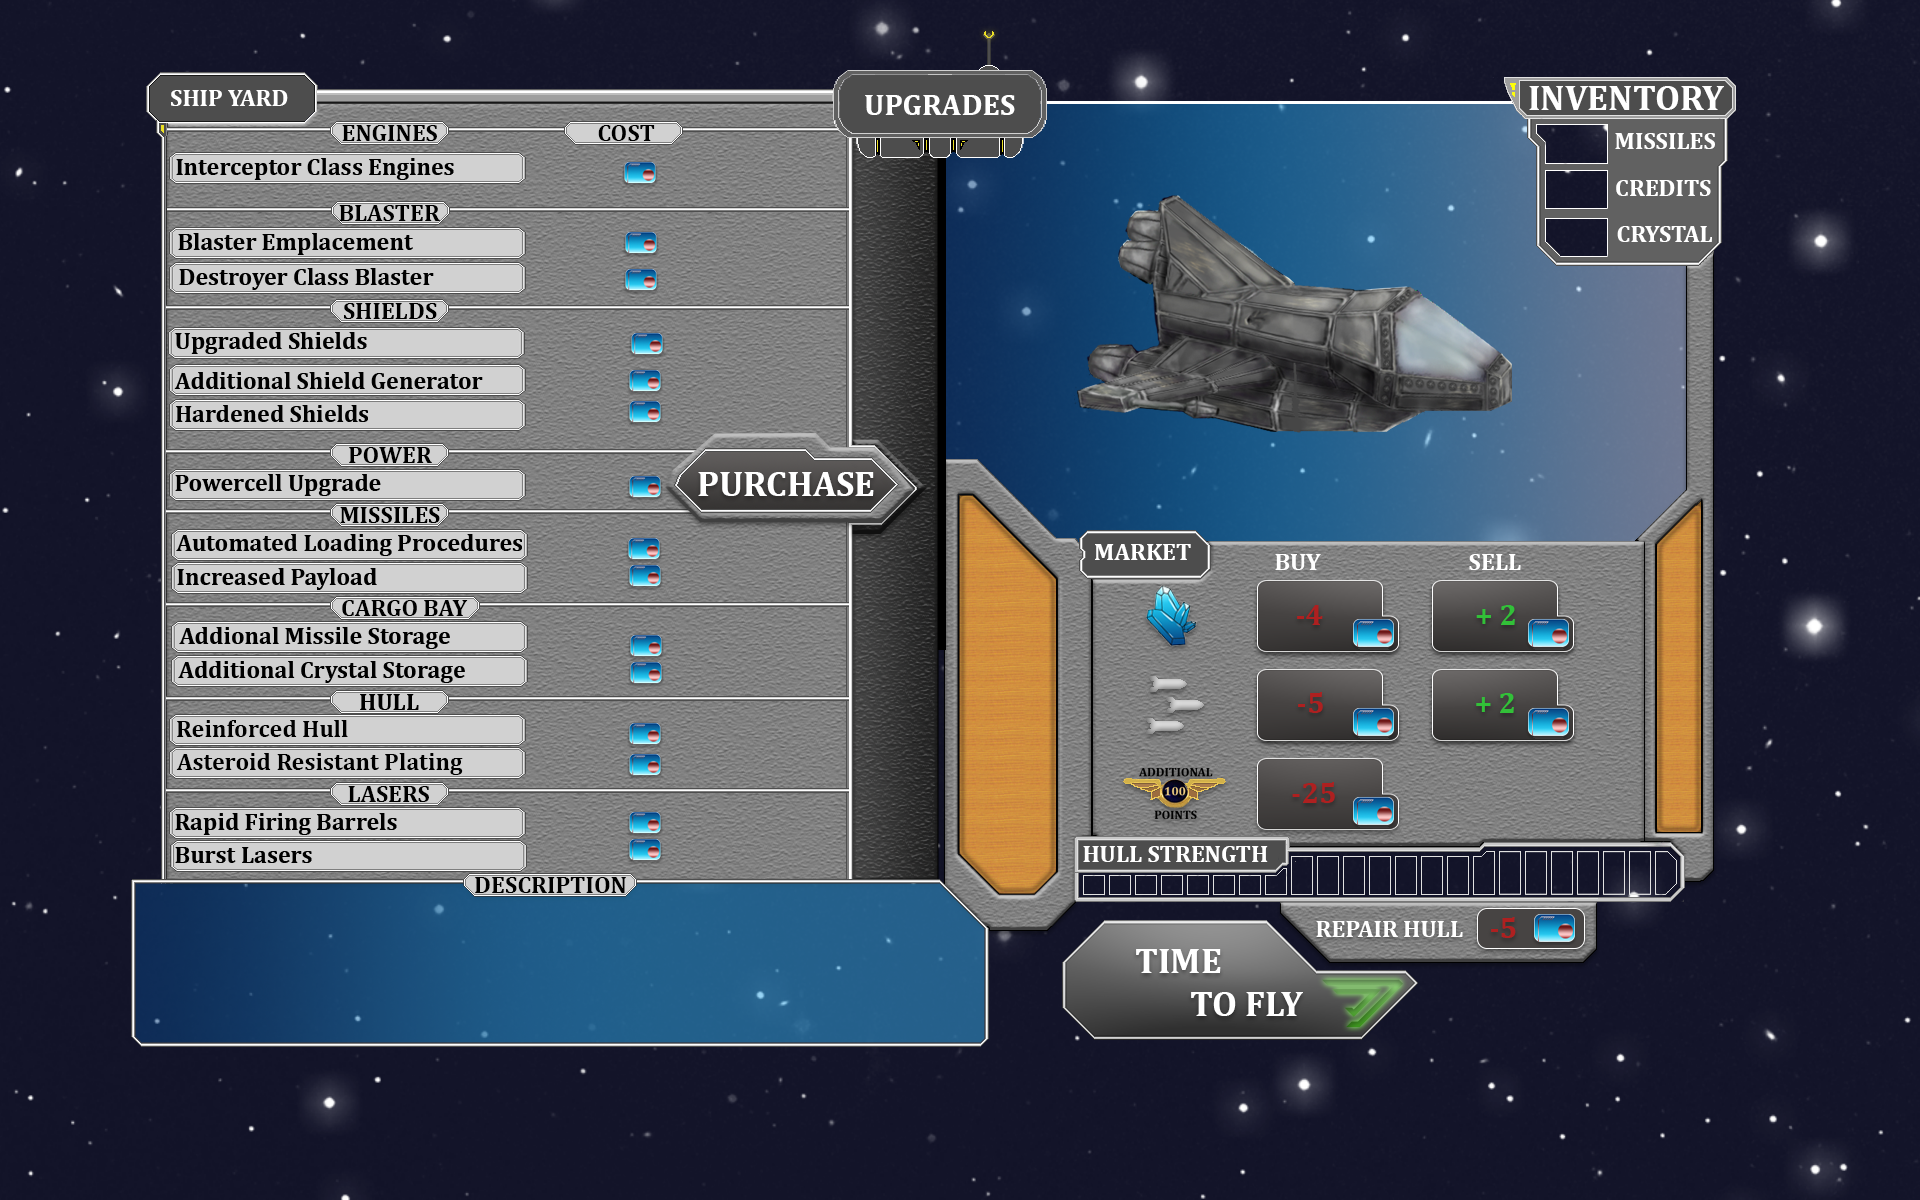 SHIP YARD
UPGRADES
ENGINES
COST
Interceptor Class Engines
BLASTER
Blaster Emplacement
Destroyer Class Blaster
SHIELDS
Upgraded Shields
Additional Shield Generator
Hardened Shields
POWER
Powercell Upgrade
PURCHASE
MISSILES
Automated Loading Procedures
Increased Payload
CARGO BAY
Addional Missile Storage
Additional Crystal Storage
HULL
Reinforced Hull
Asteroid Resistant Plating
LASERS
Rapid Firing Barrels
Burst Lasers
DESCRIPTION
INVENTORY
MISSILES
CREDITS
CRYSTAL
MARKET
BUY
SELL
-4
+ 2
-5
+ 2
ADDITIONAL
100
POINTS
-25
HULL STRENGTH
REPAIR HULL
-5
TIME
TO FLY